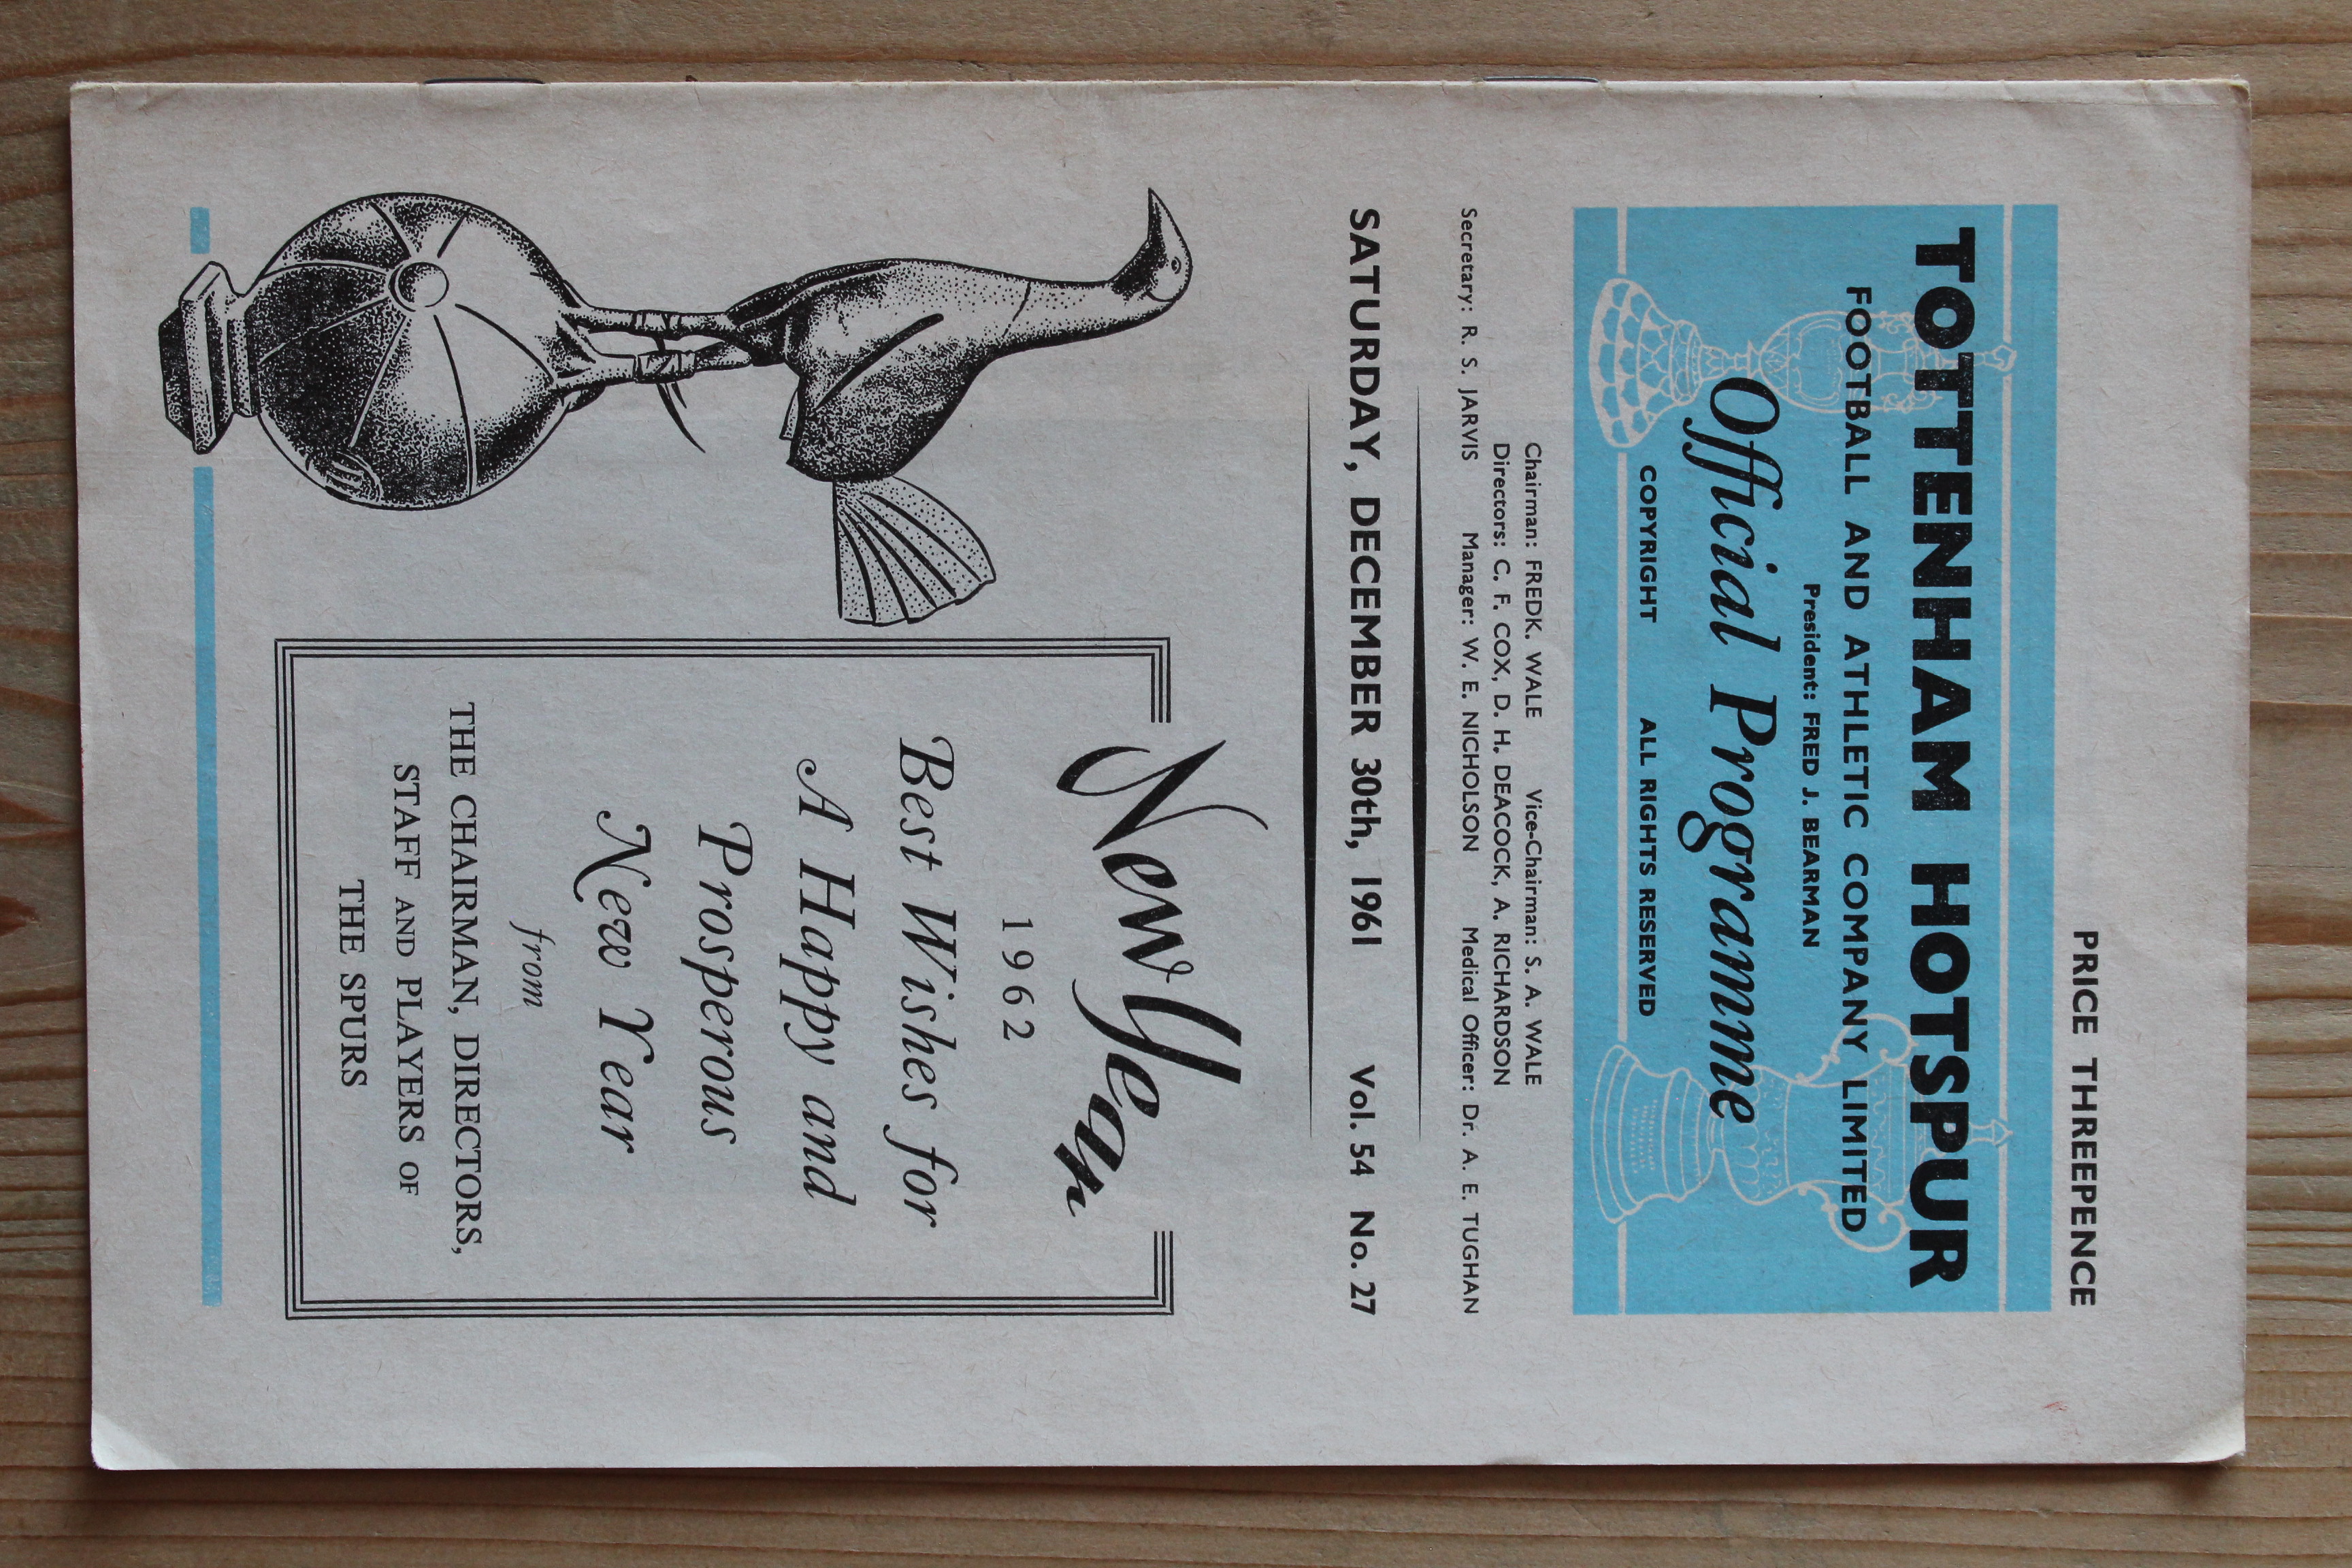 PRICE THREEPENCE
TOTTENHAM HOTSPUR
FOOTBALL AND ATHLETIC COMPANY LIMITED
President: FRED J. BEARMAN
Official Programme
COPYRIGHT ALL RIGHTS RESERVED
Chairman: FREDK. WALE Vice-Chairman: S. A. WALE
Directors: C. F. COX, D. H. DEACOCK, A. RICHARDSON
Secretary: R. S. JARVIS Manager: W. E. NICHOLSON Medical Officer: Dr. A. E. TUGHAN
SATURDAY, DECEMBER 30th, 1961 Vol. 54 No. 27
New Year
1962
Best Wishes for
A Happy and
Prosperous
New Year
from
THE CHAIRMAN, DIRECTORS,
STAFF AND PLAYERS OF
THE SPURS